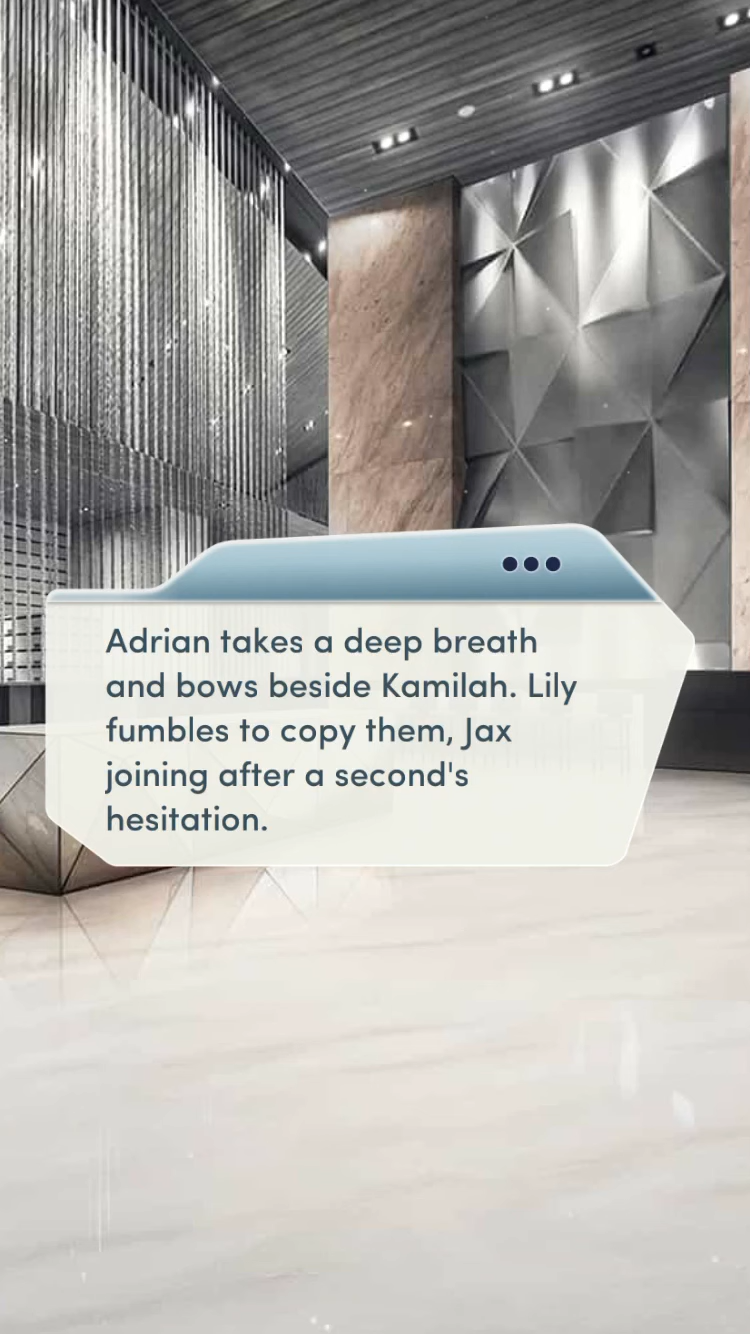 Adrian takes a deep breath
and bows beside Kamilah. Lily
fumbles to copy them, Jax
joining after a second's
hesitation.